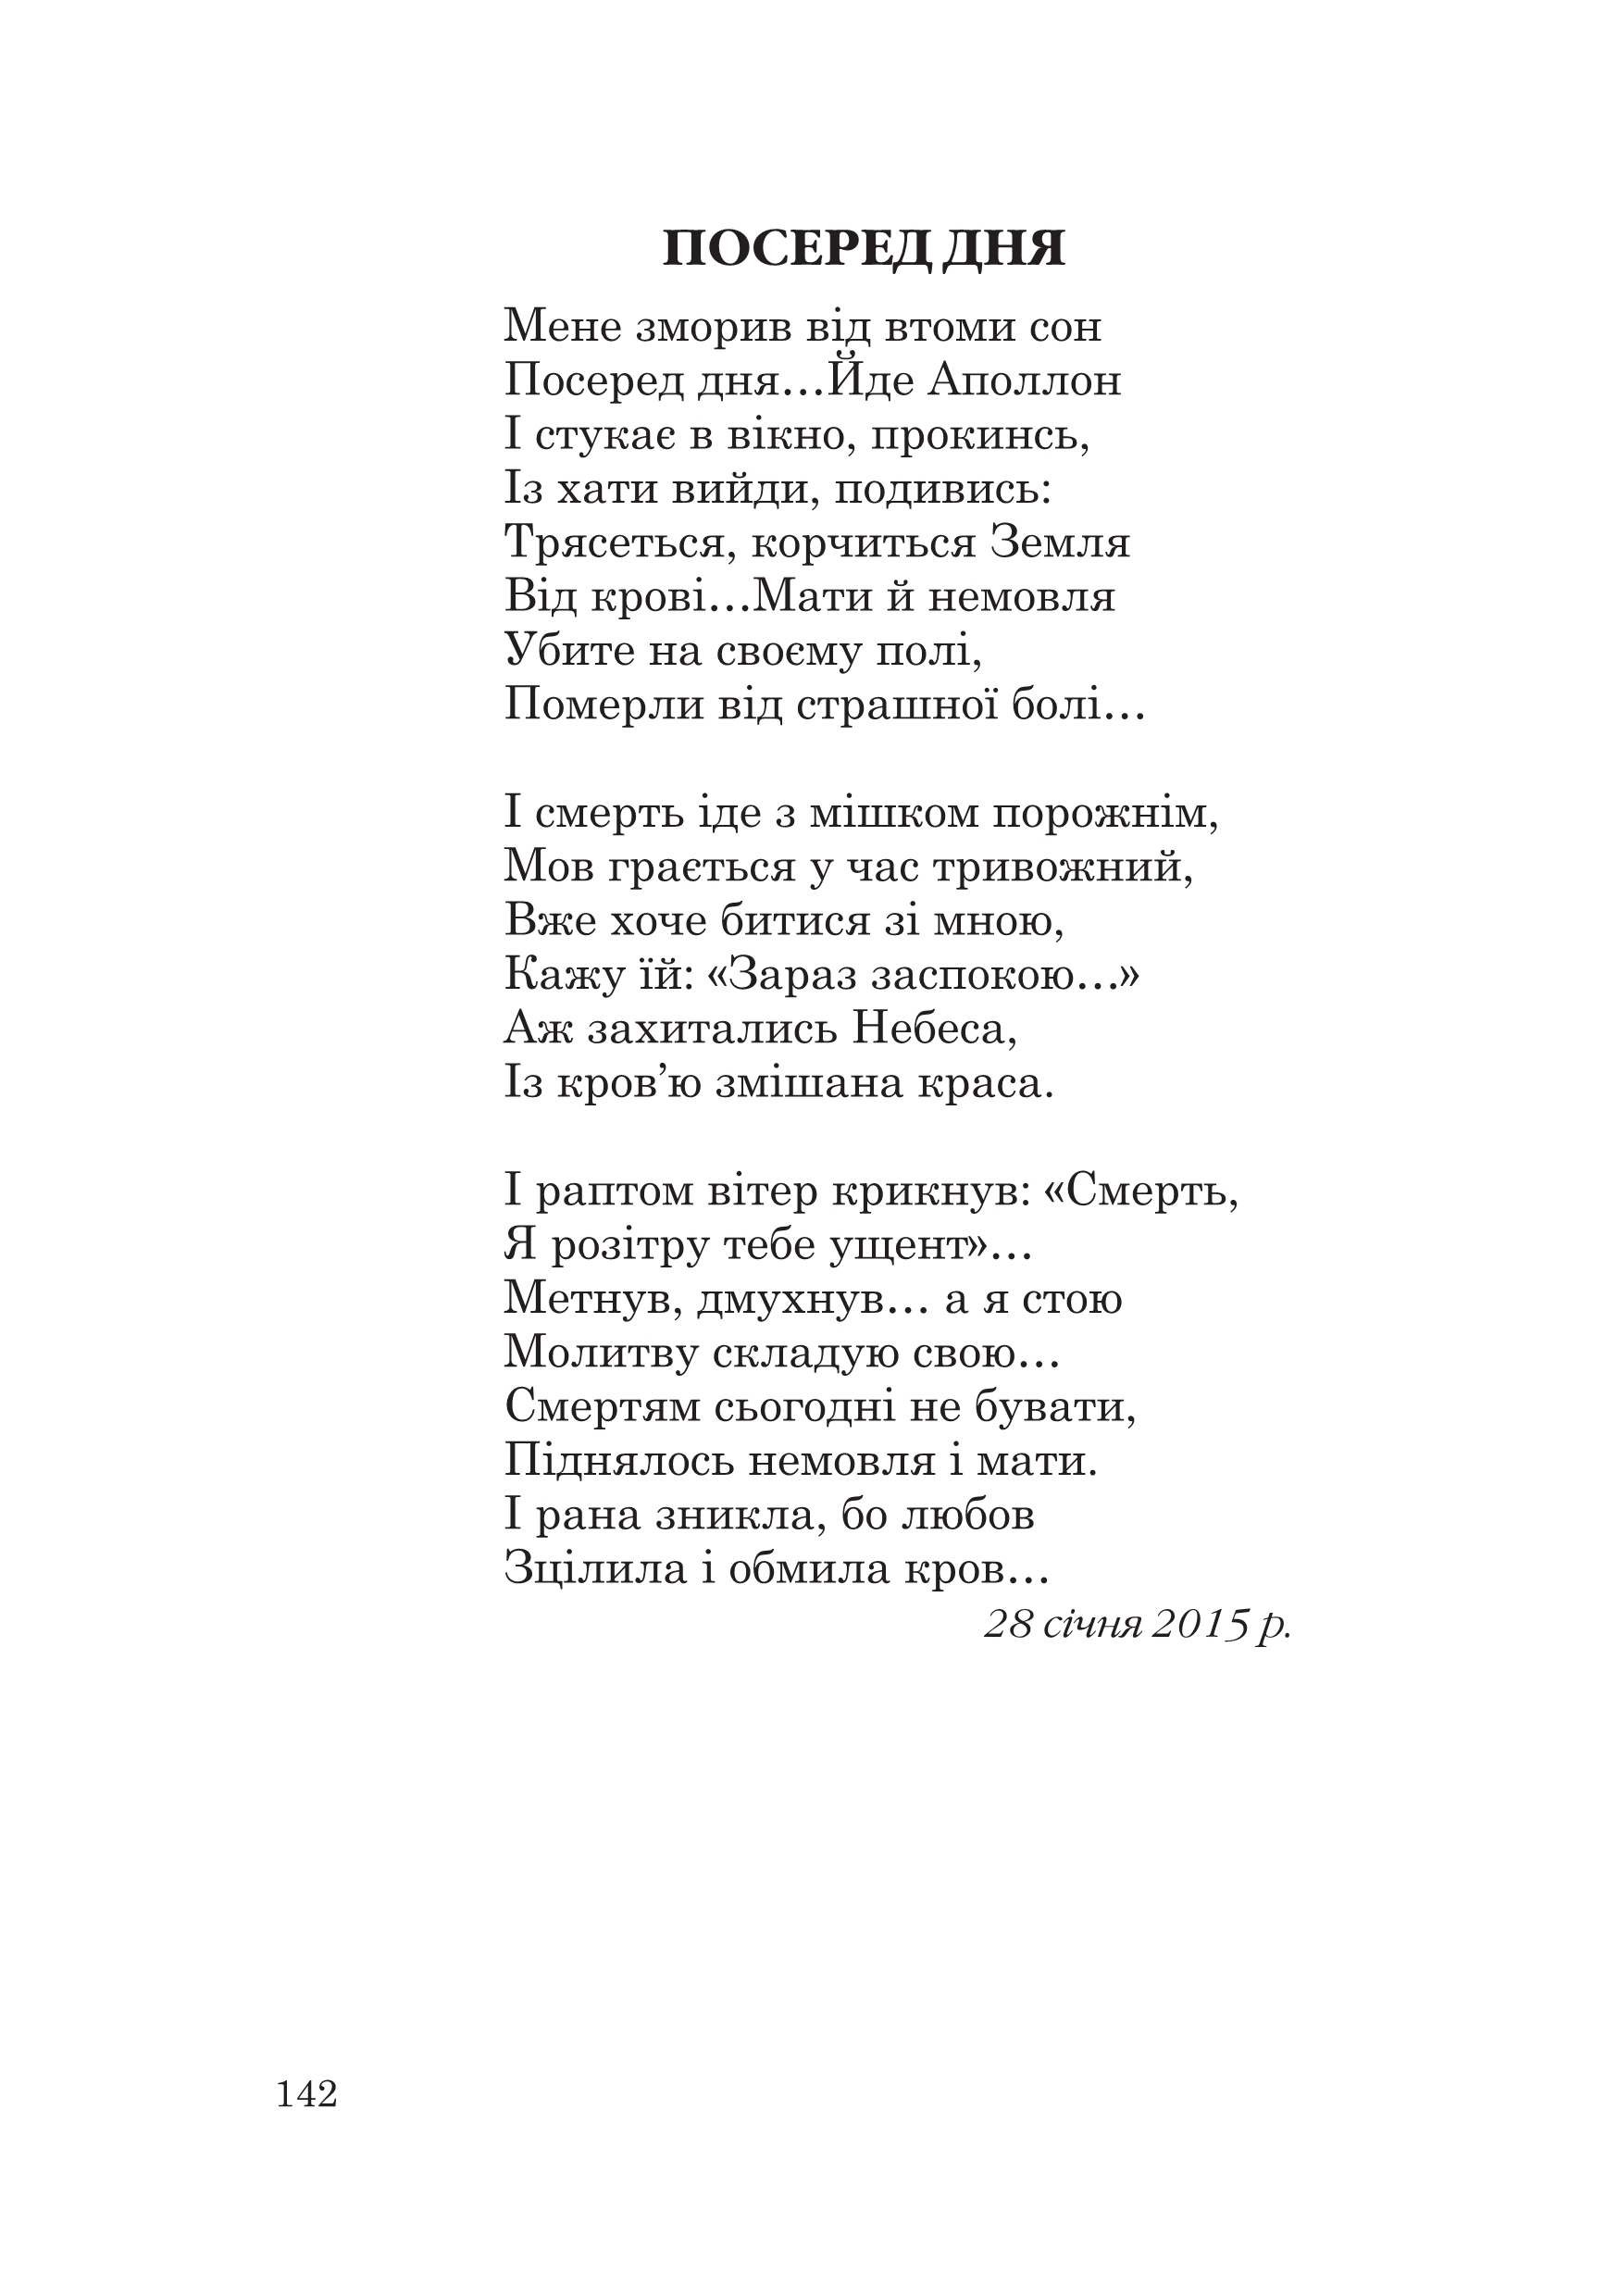 ПОСЕРЕД ДНЯ
Мене зморив від втоми сон
Посеред дня…Йде Аполлон
І стукає в вікно, прокинсь,
Із хати вийди, подивись:
Трясеться, корчиться Земля
Від крові…Мати й немовля
Убите на своєму полі,
Померли від страшної болі…
І смерть іде з мішком порожнім,
Мов грається у час тривожний,
Вже хоче битися зі мною,
Кажу їй: «Зараз заспокою…»
Аж захитались Небеса,
Із кров’ю змішана краса.
І раптом вітер крикнув: «Смерть,
Я розітру тебе ущент»…
Метнув, дмухнув… а я стою
Молитву складую свою…
Смертям сьогодні не бувати,
Піднялось немовля і мати.
І рана зникла, бо любов
Зцілила і обмила кров…
28 січня 2015 р.
142